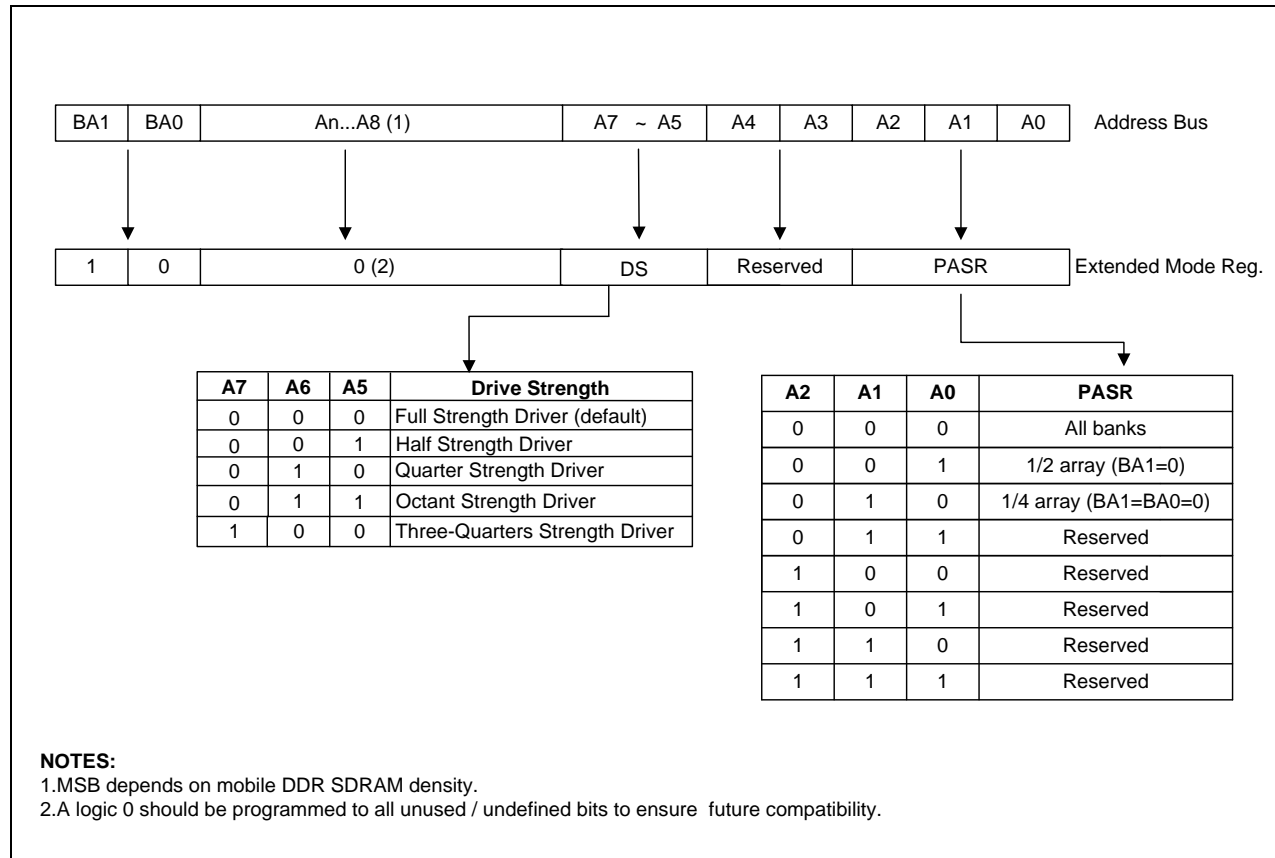 BA1 BA0 An...A8 (1) A7 ~ A5 A4 A3 A2 A1 A0 Address Bus
1 0 0 (2) DS Reserved PASR Extended Mode Reg.
A7 A6 A5 Drive Strength
0 0 0 Full Strength Driver (default)
0 0 1 Half Strength Driver
0 1 0 Quarter Strength Driver
0 1 1 Octant Strength Driver
1 0 0 Three-Quarters Strength Driver
A2 A1 A0 PASR
0 0 0 All banks
0 0 1 1/2 array (BA1=0)
0 1 0 1/4 array (BA1=BA0=0)
0 1 1 Reserved
1 0 0 Reserved
1 0 1 Reserved
1 1 0 Reserved
1 1 1 Reserved
NOTES:
1.MSB depends on mobile DDR SDRAM density.
2.A logic 0 should be programmed to all unused / undefined bits to ensure future compatibility.